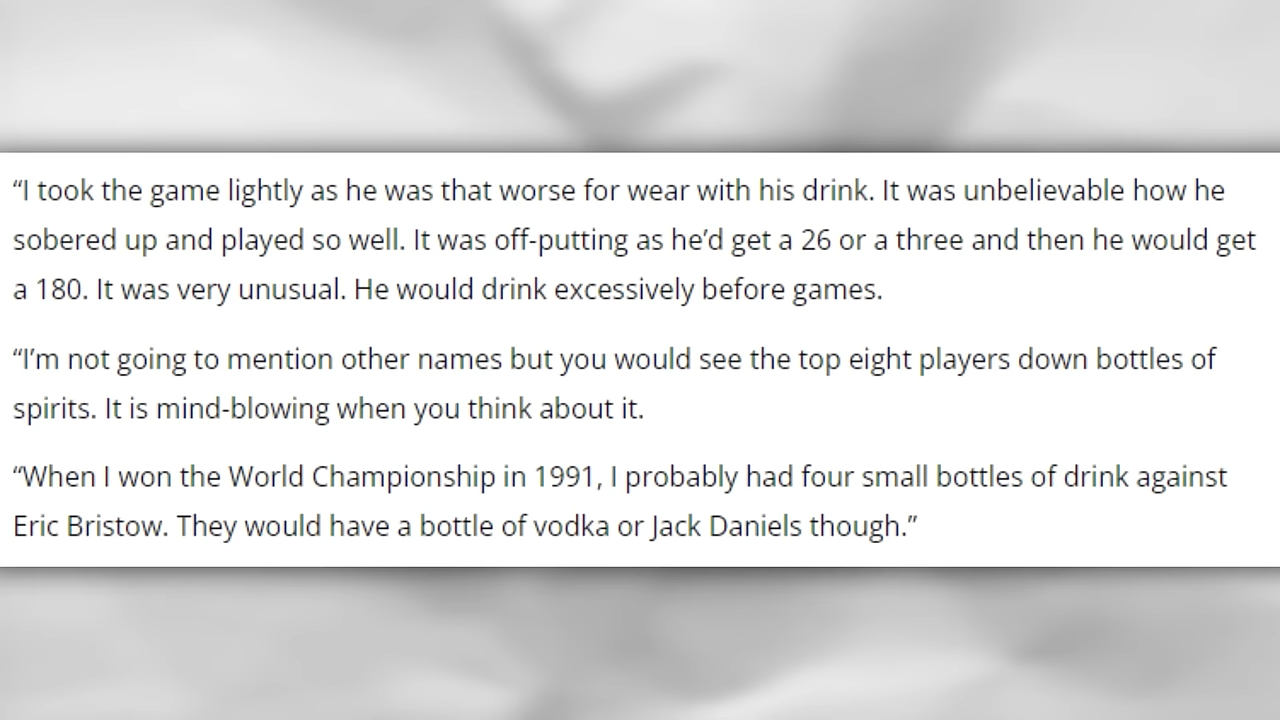 “I took the game lightly as he was that worse for wear with his drink. It was unbelievable how he
sobered up and played so well. It was off-putting as he’d get a 26 or a three and then he would get
a 180. It was very unusual. He would drink excessively before games.
“I’m not going to mention other names but you would see the top eight players down bottles of
spirits. It is mind-blowing when you think about it.
“When I won the World Championship in 1991, I probably had four small bottles of drink against
Eric Bristow. They would have a bottle of vodka or Jack Daniels though.”